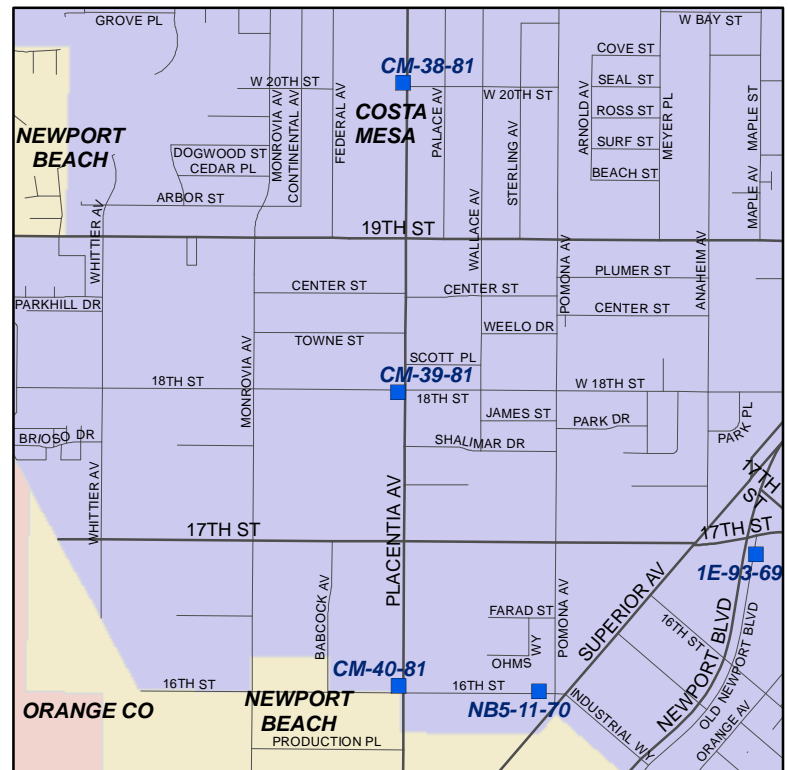 GROVE PL
W BAY ST
COVE ST
CM-38-81
W 20TH ST
SEAL ST
W 20TH ST
COSTA
MESA
MONROVIA AV
CONTINENTAL AV
FEDERAL AV
PALACE AV
STERLING AV
ARNOLD AV
ROSS ST
MEYER PL
MAPLE ST
NEWPORT
BEACH
DOGWOOD ST
CEDAR PL
SURF ST
BEACH ST
ARBOR ST
MAPLE AV
WHITTIER AV
19TH ST
WALLACE AV
POMONA AV
ANAHEIM AV
PLUMER ST
CENTER ST
CENTER ST
PARKHILL DR
CENTER ST
TOWNE ST
WEELO DR
SCOTT PL
MONROVIA AV
CM-39-81
18TH ST
W 18TH ST
18TH ST
JAMES ST
PARK DR
PARK PL
BRIOSO DR
SHALIMAR DR
WHITTIER AV
17TH
ST
PLACENTIA AV
17TH ST
17TH ST
1E-93-69
BABCOCK AV
FARAD ST
POMONA AV
SUPERIOR AV
16TH ST
OHMS
WY
NEWPORT BLVD
OLD NEWPORT BLVD
CM-40-81
16TH ST
16TH ST
ORANGE CO
NEWPORT
BEACH
NB5-11-70
INDUSTRIAL WY
ORANGE AV
PRODUCTION PL